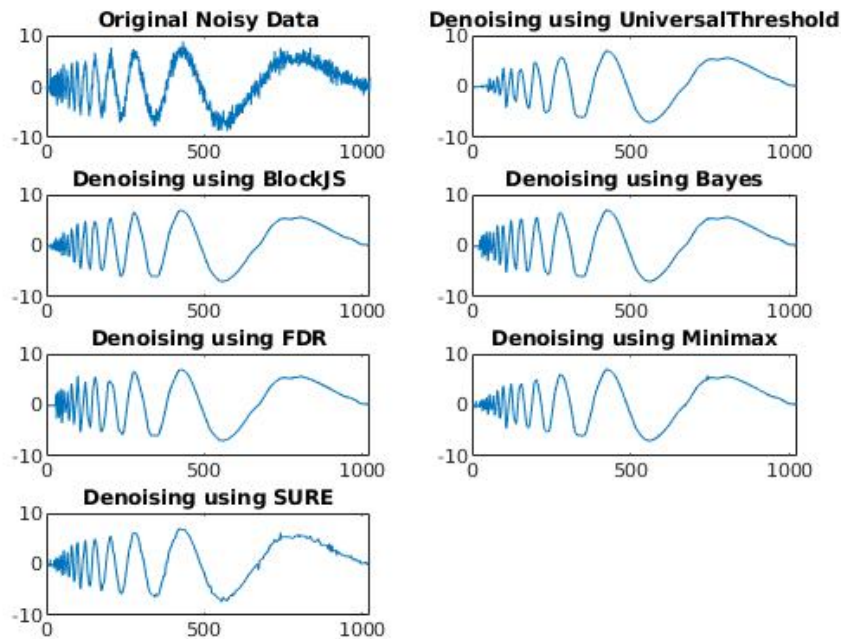 Original Noisy Data
10
0
-10
0 500 1000
Denoising using UniversalThreshold
10
0
-10
0 500 1000
Denoising using BlockJS
10
0
-10
0 500 1000
Denoising using Bayes
10
0
-10
0 500 1000
Denoising using FDR
10
0
-10
0 500 1000
Denoising using Minimax
10
0
-10
0 500 1000
Denoising using SURE
10
0
-10
0 500 1000